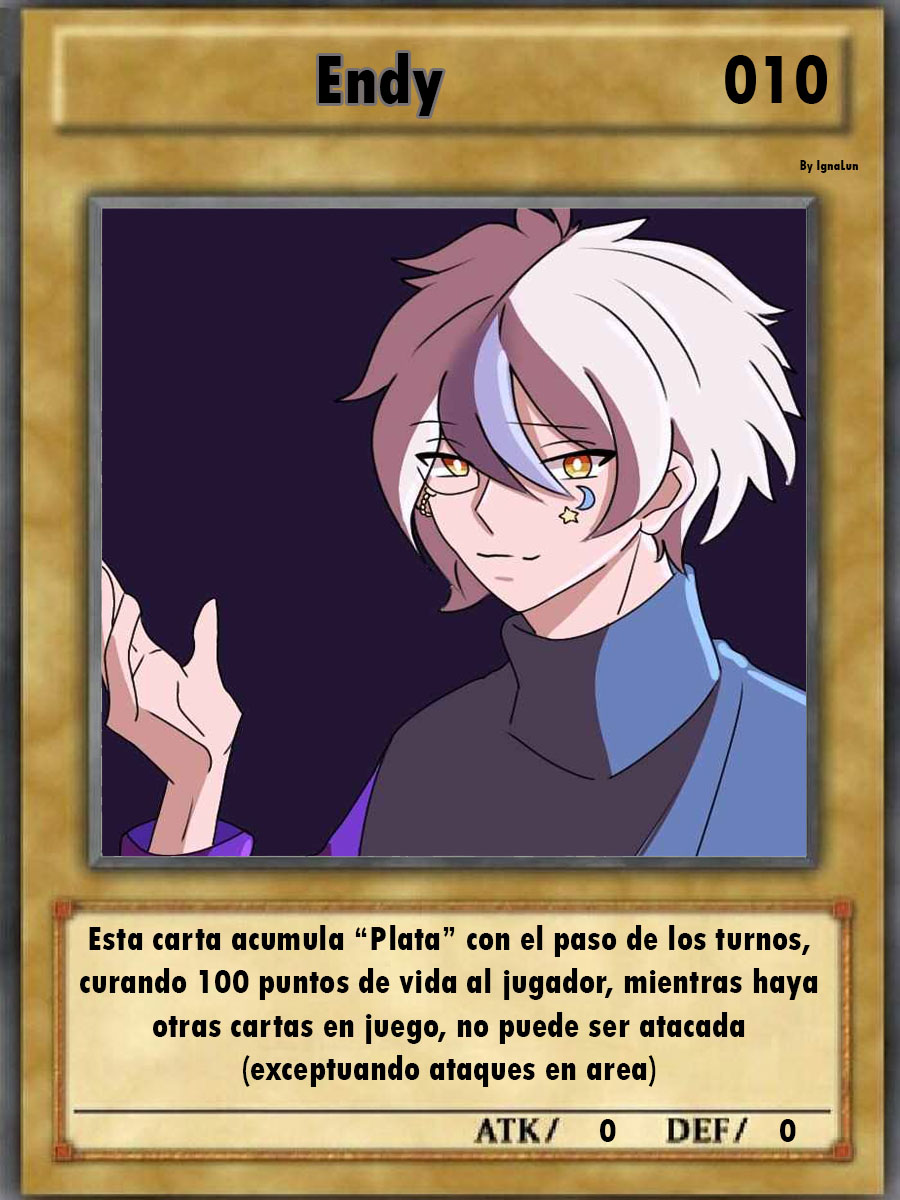 Endy 010
By IgnaLun
Esta carta acumula “Plata” con el paso de los turnos,
curando 100 puntos de vida al jugador, mientras haya
otras cartas en juego, no puede ser atacada
(exceptuando ataques en area)
ATK/ 0 DEF/ 0